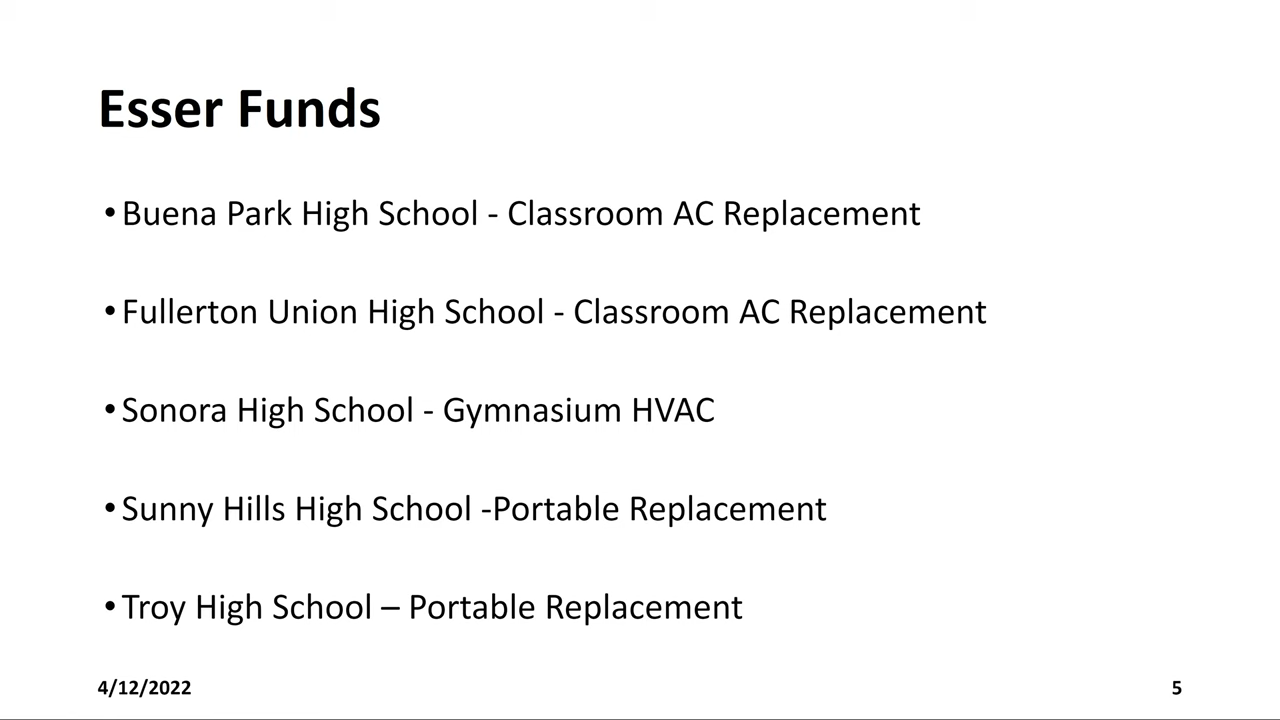 Esser Funds
•Buena Park High School - Classroom AC Replacement
•Fullerton Union High School - Classroom AC Replacement
•Sonora High School - Gymnasium HVAC
•Sunny Hills High School -Portable Replacement
•Troy High School – Portable Replacement
4/12/2022
5